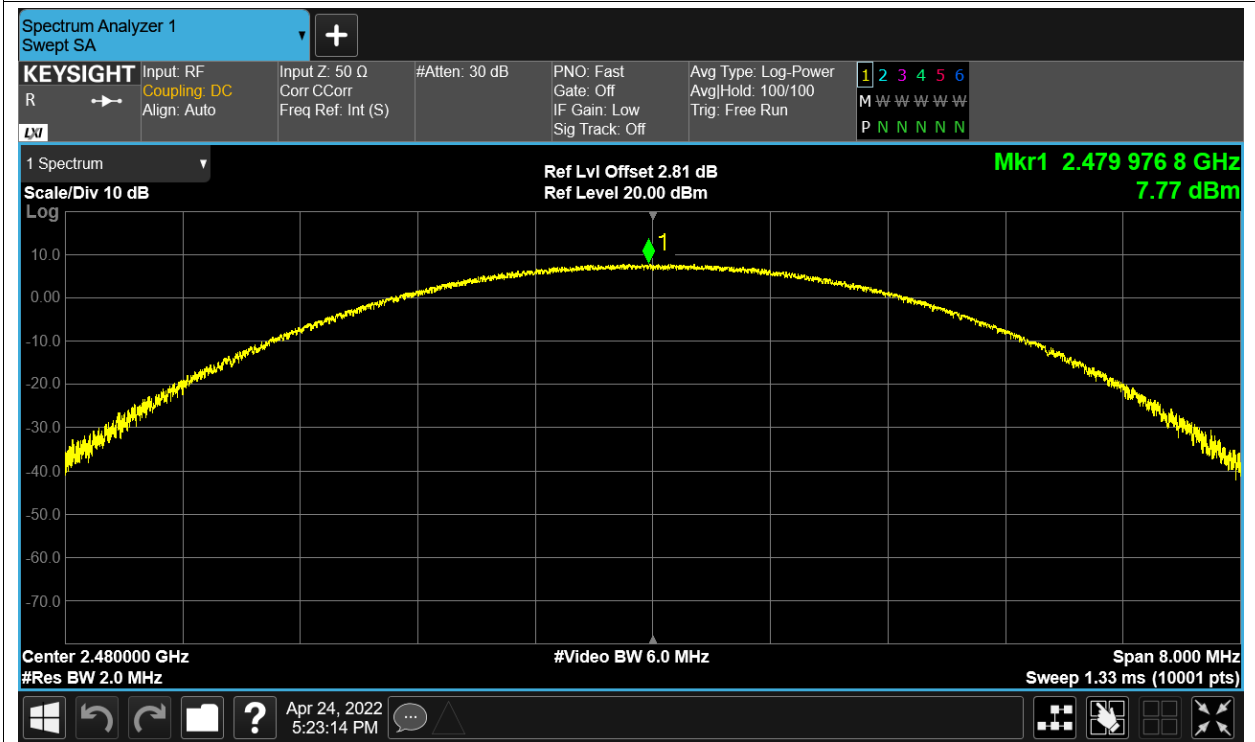 Spectrum Analyzer 1
Swept SA
+
KEYSIGHT
R
LXI
Input: RF
Coupling: DC
Align: Auto
Input Z: 50 Ω
Corr CCorr
Freq Ref: Int (S)
#Atten: 30 dB
PNO: Fast
Gate: Off
IF Gain: Low
Sig Track: Off
Avg Type: Log-Power
Avg|Hold: 100/100
Trig: Free Run
1 2 3 4 5 6
M W W W W W
P N N N N N
1 Spectrum
Scale/Div 10 dB
Log
Ref Lvl Offset 2.81 dB
Ref Level 20.00 dBm
Mkr1 2.479 976 8 GHz
7.77 dBm
1
10.0
0.00
-10.0
-20.0
-30.0
-40.0
-50.0
-60.0
-70.0
Center 2.480000 GHz
#Res BW 2.0 MHz
#Video BW 6.0 MHz
Span 8.000 MHz
Sweep 1.33 ms (10001 pts)
?
Apr 24, 2022
5:23:14 PM